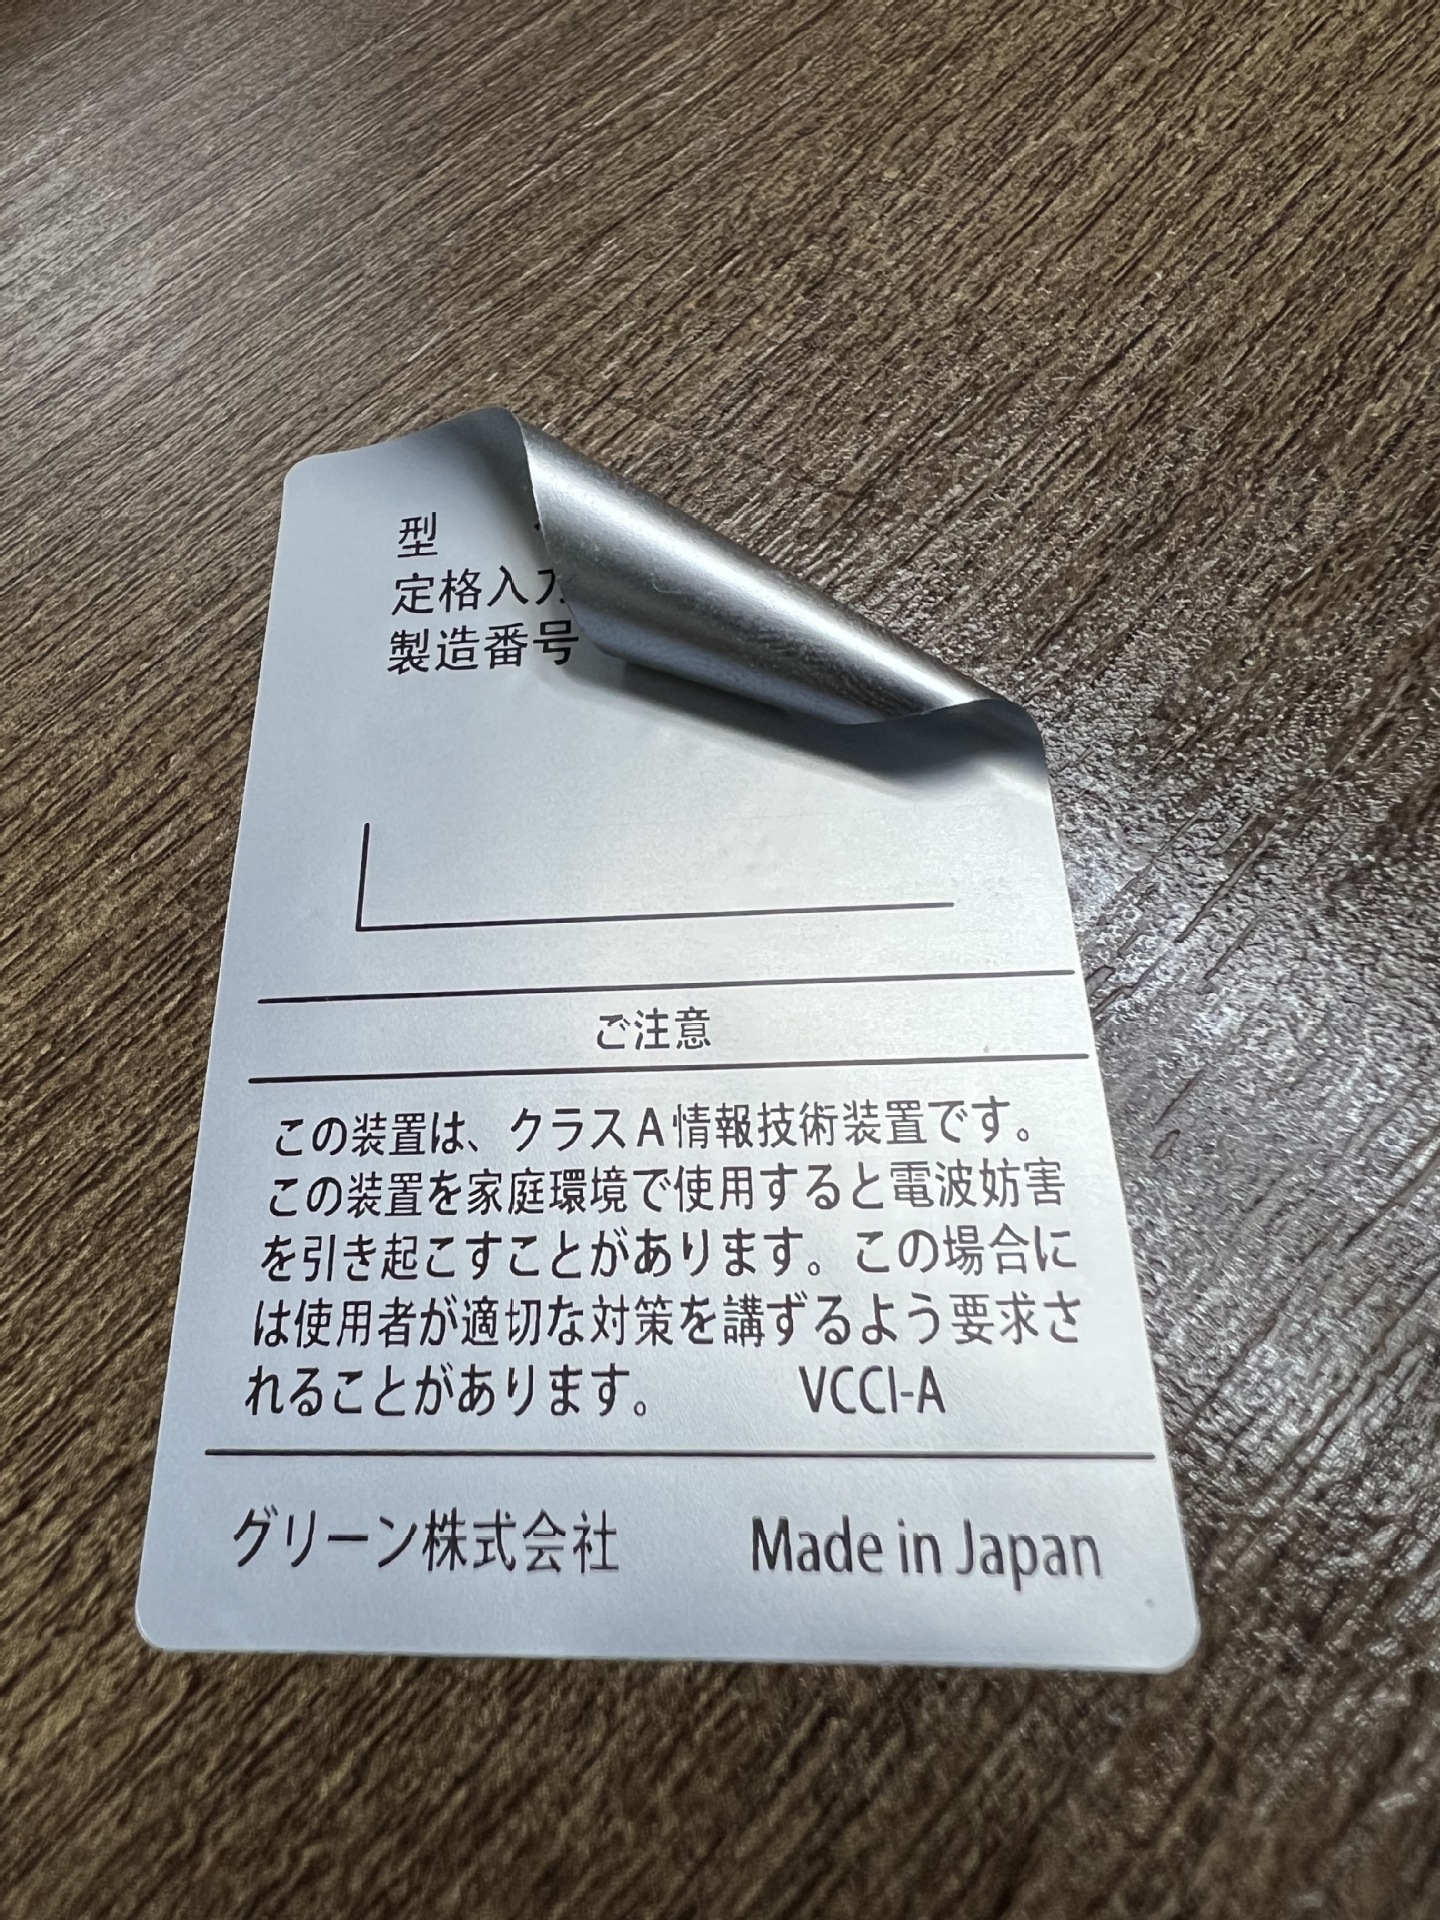 型
定格入力
製造番号
ご注意
この装置は、クラスA情報技術装置です。
この装置を家庭環境で使用すると電波妨害
を引き起こすことがあります。この場合に
は使用者が適切な対策を講ずるよう要求さ
れることがあります。 VCCI-A
グリーン株式会社 Made in Japan